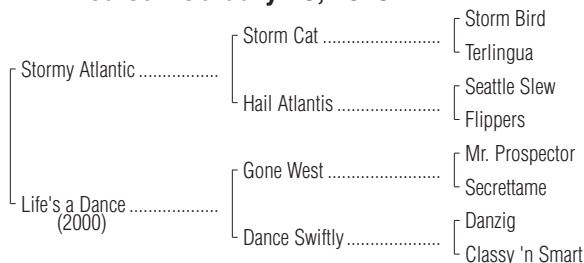 Storm Bird
Storm Cat ........................
Terlingua
Stormy Atlantic ................
Seattle Slew
Hail Atlantis .....................
Flippers
Mr. Prospector
Gone West .......................
Secrettame
Life's a Dance ..................
(2000)
Danzig
Dance Swiftly...................
Classy 'n Smart